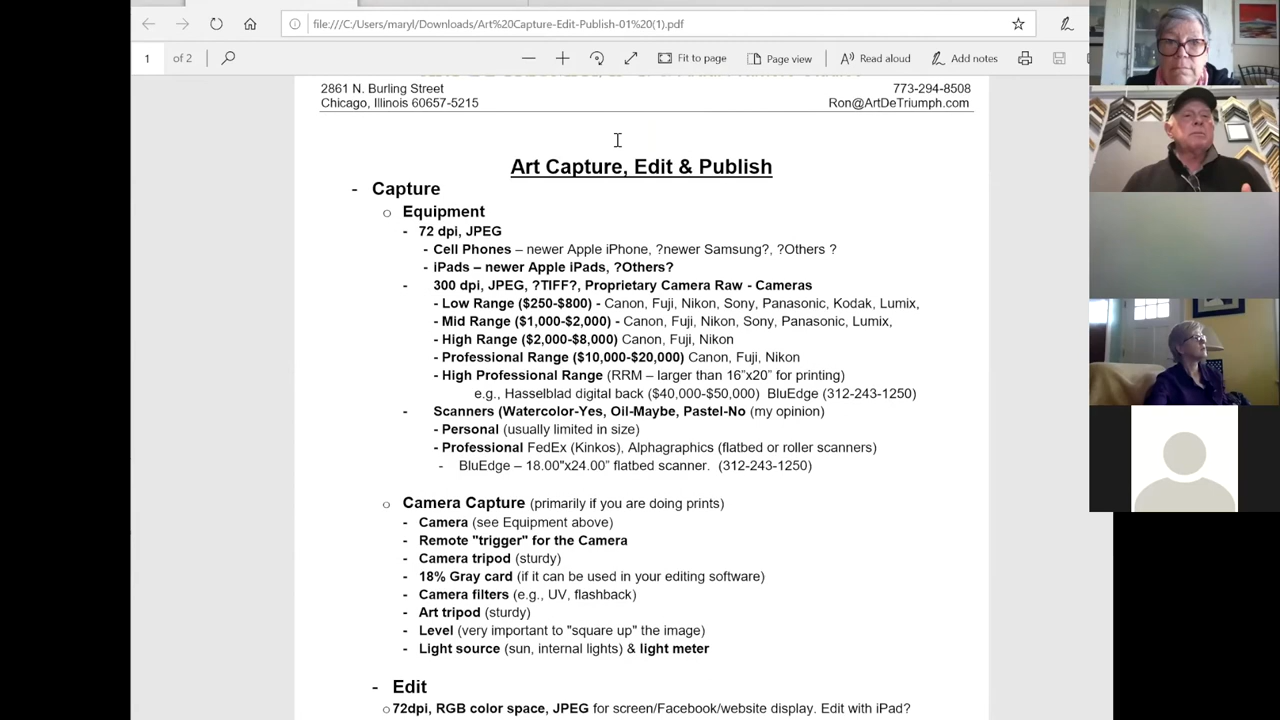 file:///C:/Users/maryl/Downloads/Art%20Capture-Edit-Publish-01%20(1).pdf
1 of 2 Fit to page Page view Read aloud Add notes
2861 N. Burling Street 773-294-8508
Chicago, Illinois 60657-5215 Ron@ArtDeTriumph.com
Art Capture, Edit & Publish
- Capture
o Equipment
- 72 dpi, JPEG
- Cell Phones – newer Apple iPhone, ?newer Samsung?, ?Others ?
- iPads – newer Apple iPads, ?Others?
- 300 dpi, JPEG, ?TIFF?, Proprietary Camera Raw - Cameras
- Low Range ($250-$800) - Canon, Fuji, Nikon, Sony, Panasonic, Kodak, Lumix,
- Mid Range ($1,000-$2,000) - Canon, Fuji, Nikon, Sony, Panasonic, Lumix,
- High Range ($2,000-$8,000) Canon, Fuji, Nikon
- Professional Range ($10,000-$20,000) Canon, Fuji, Nikon
- High Professional Range (RRM – larger than 16”x20” for printing)
e.g., Hasselblad digital back ($40,000-$50,000) BluEdge (312-243-1250)
- Scanners (Watercolor-Yes, Oil-Maybe, Pastel-No (my opinion)
- Personal (usually limited in size)
- Professional FedEx (Kinkos), Alphagraphics (flatbed or roller scanners)
- BluEdge – 18.00"x24.00” flatbed scanner. (312-243-1250)
o Camera Capture (primarily if you are doing prints)
- Camera (see Equipment above)
- Remote "trigger" for the Camera
- Camera tripod (sturdy)
- 18% Gray card (if it can be used in your editing software)
- Camera filters (e.g., UV, flashback)
- Art tripod (sturdy)
- Level (very important to "square up" the image)
- Light source (sun, internal lights) & light meter
- Edit
o 72dpi, RGB color space, JPEG for screen/Facebook/website display. Edit with iPad?